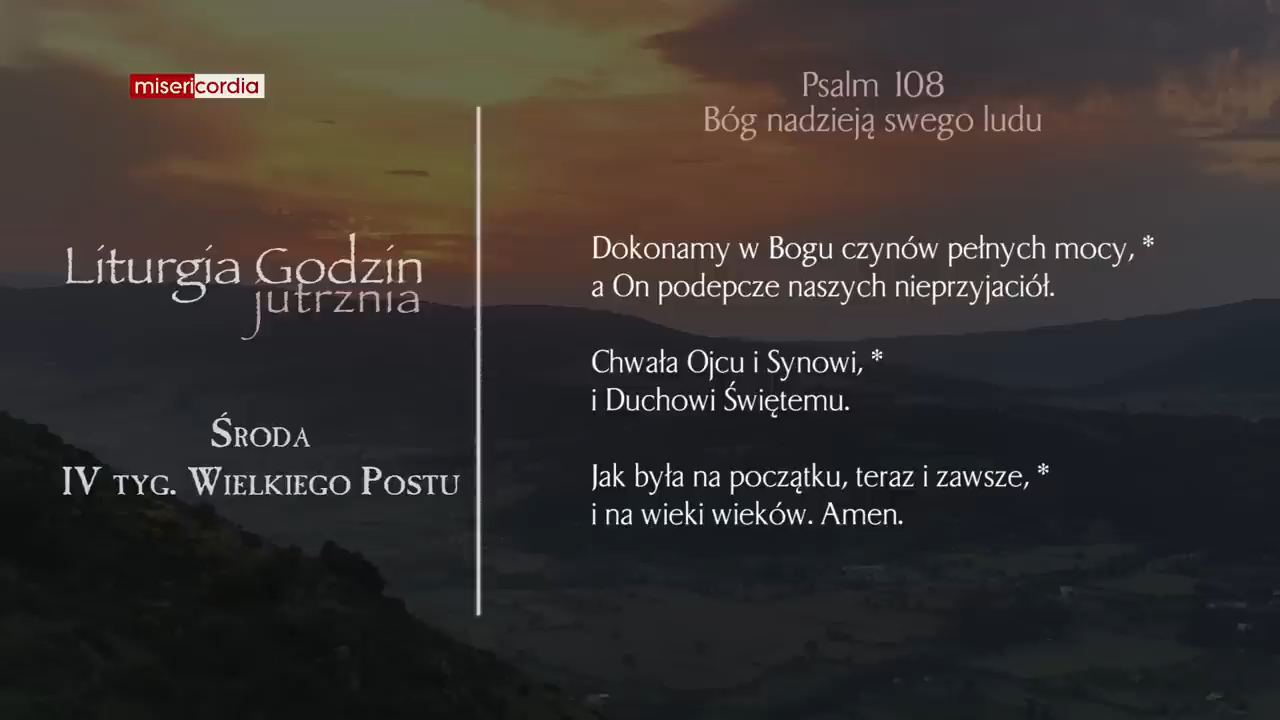 misericordia
Liturgia Godzin
jutrznia
Środa
IV tyg. Wielkiego Postu
Psalm 108
Bóg nadzieją swego ludu
Dokonamy w Bogu czynów pełnych mocy, *
a On podepcze naszych nieprzyjaciół.
Chwała Ojcu i Synowi, *
i Duchowi Świętemu.
Jak była na początku, teraz i zawsze, *
i na wieki wieków. Amen.